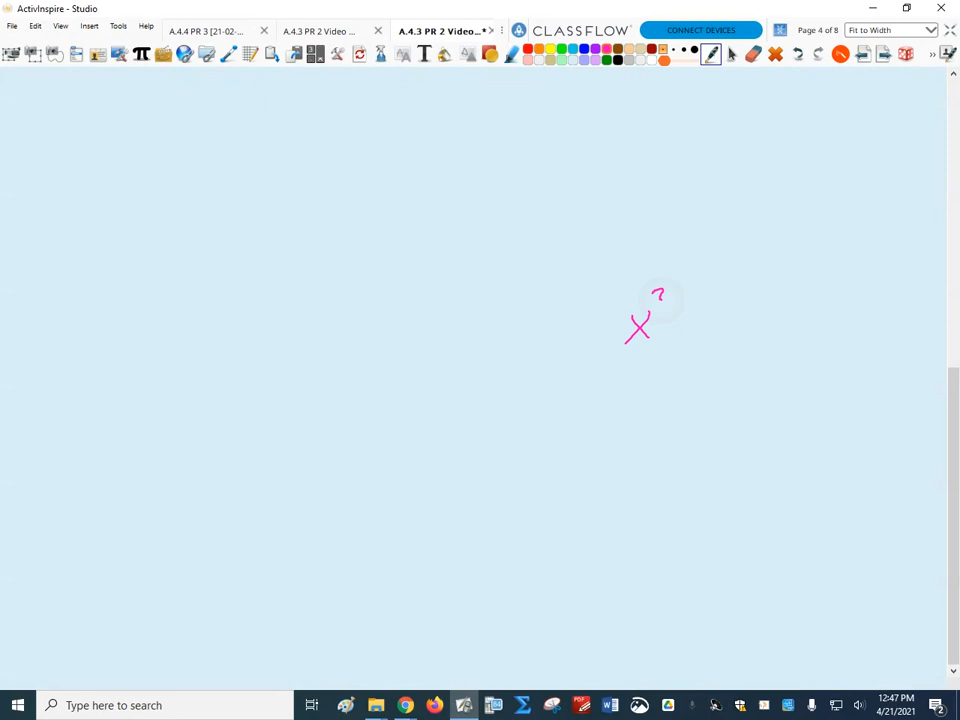 ActivInspire - Studio
File Edit View Insert Tools Help
A.4.4 PR 3 [21-02-... A.4.3 PR 2 Video ... A.4.3 PR 2 Video...*
CLASSFLOW CONNECT DEVICES Page 4 of 8 Fit to Width
X
Type here to search
12:47 PM
4/21/2021
2